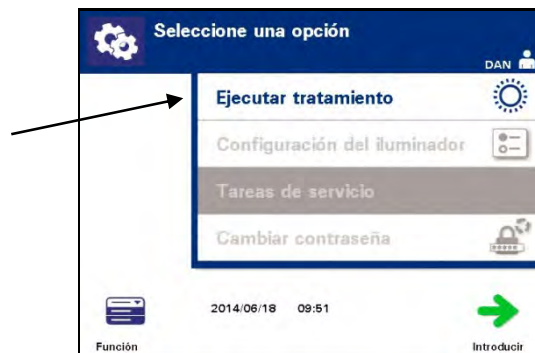 Seleccione una opción
DAN
Ejecutar tratamiento
Configuración del iluminador
Tareas de servicio
Cambiar contraseña
2014/06/18 09:51
Función
Introducir